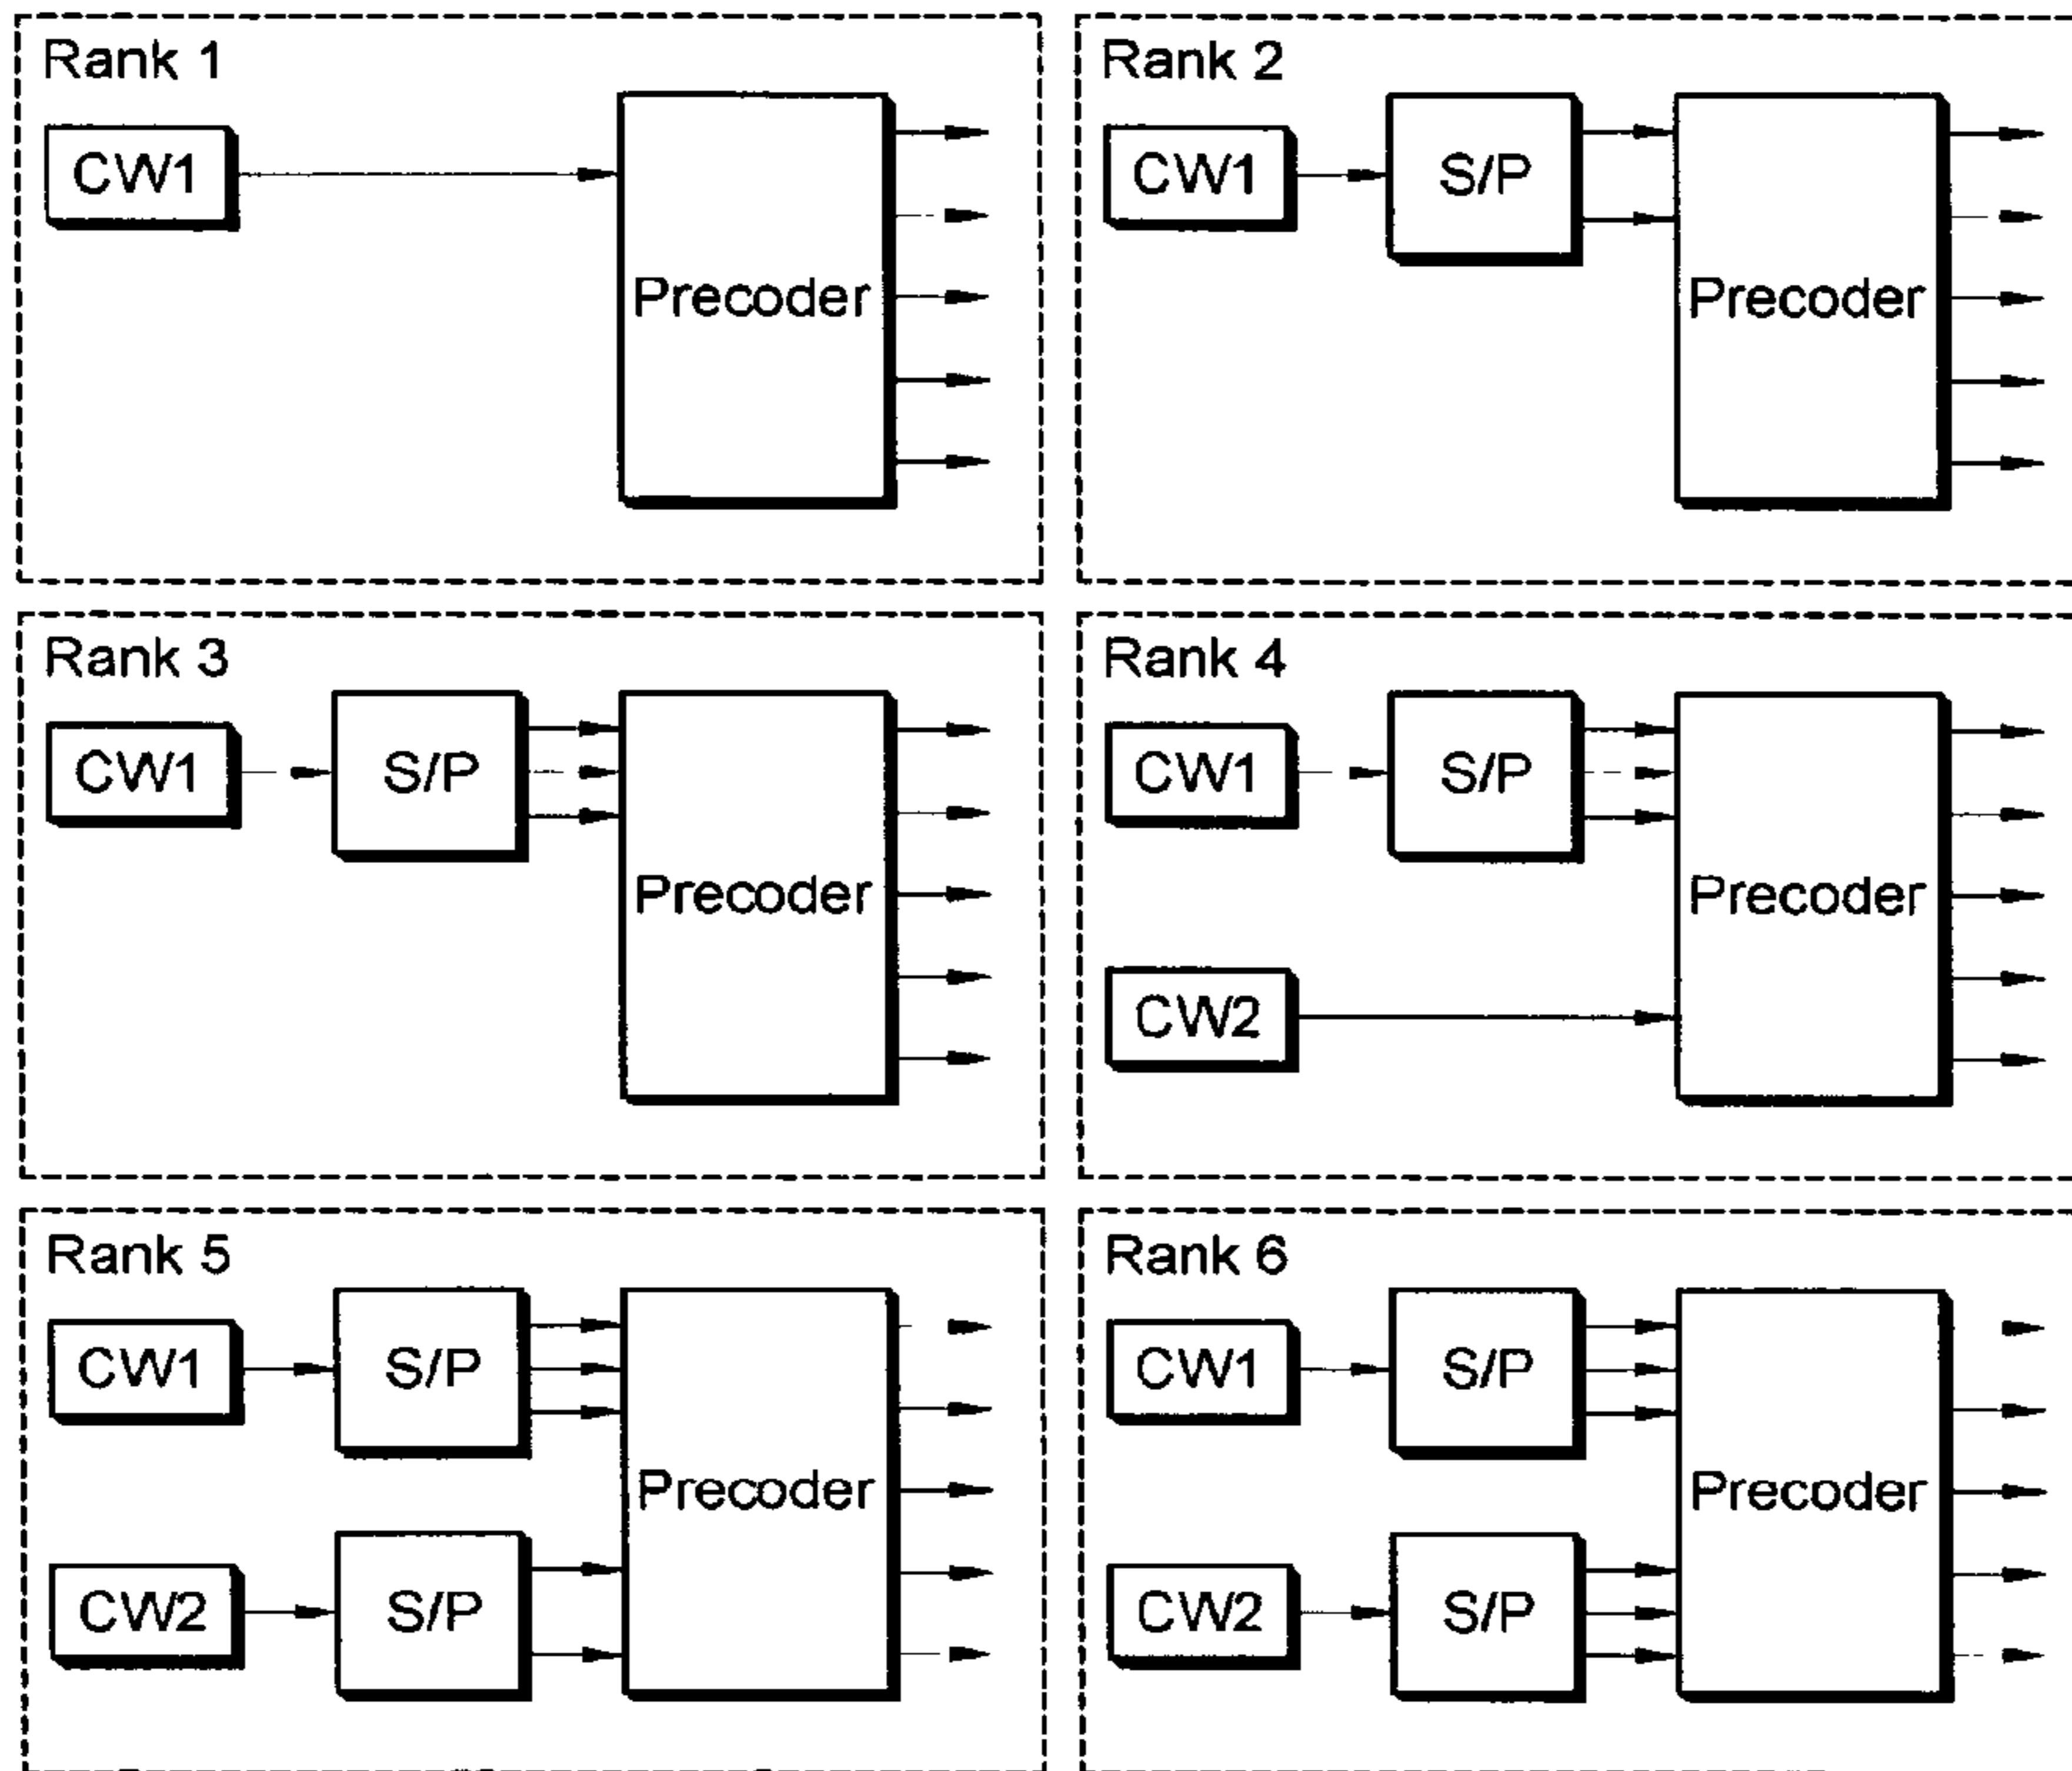 Rank 1
CW1
Precoder
Rank 2
CW1
S/P
Precoder
Rank 3
CW1
S/P
Precoder
Rank 4
CW1
S/P
Precoder
CW2
Rank 5
CW1
S/P
Precoder
CW2
S/P
Rank 6
CW1
S/P
Precoder
CW2
S/P